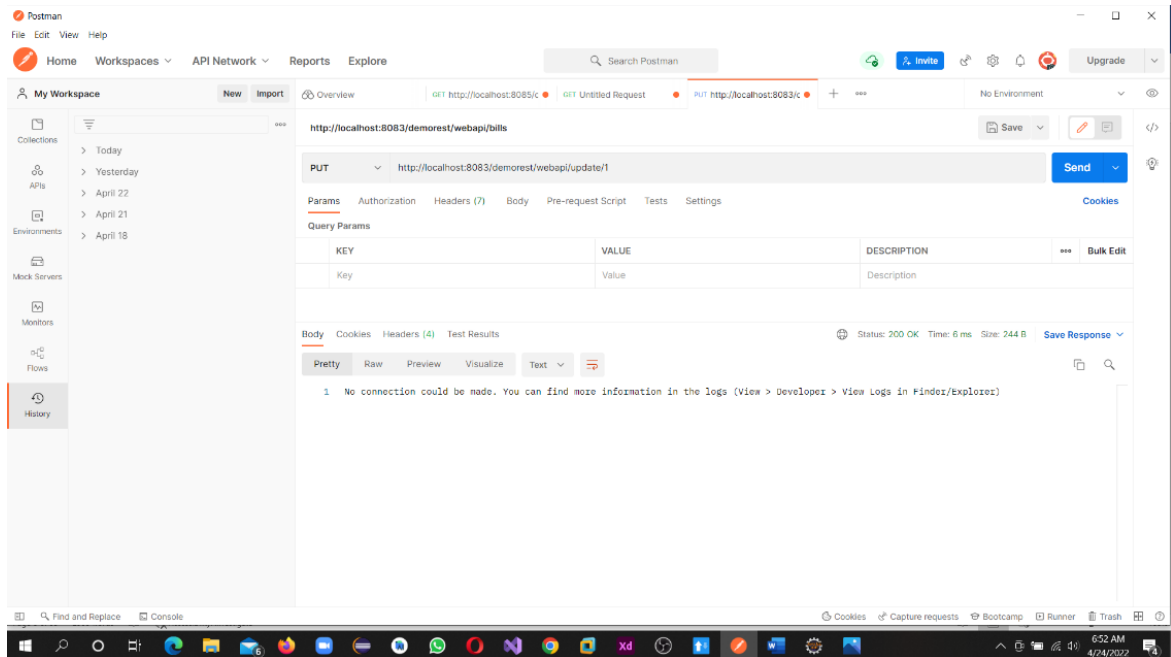 Postman
File Edit View Help
Home Workspaces API Network Reports Explore
Search Postman
Invite
Upgrade
My Workspace
New Import
Overview
GET http://localhost:8085/c
GET Untitled Request
PUT http://localhost:8083/c
No Environment
Collections
APIs
Environments
Mock Servers
Monitors
Flows
History
Today
Yesterday
April 22
April 21
April 18
http://localhost:8083/demorest/webapi/bills
Save
PUT http://localhost:8083/demorest/webapi/update/1
Send
Params Authorization Headers (7) Body Pre-request Script Tests Settings
Cookies
Query Params
KEY VALUE DESCRIPTION
Bulk Edit
Key Value Description
Body Cookies Headers (4) Test Results
Status: 200 OK Time: 6 ms Size: 244 B Save Response
Pretty Raw Preview Visualize Text
1 No connection could be made. You can find more information in the logs (View > Developer > View Logs in Finder/Explorer)
Find and Replace Console
Cookies Capture requests Bootcamp Runner Trash
6
W
Xd
W
6:52 AM
4/24/2022